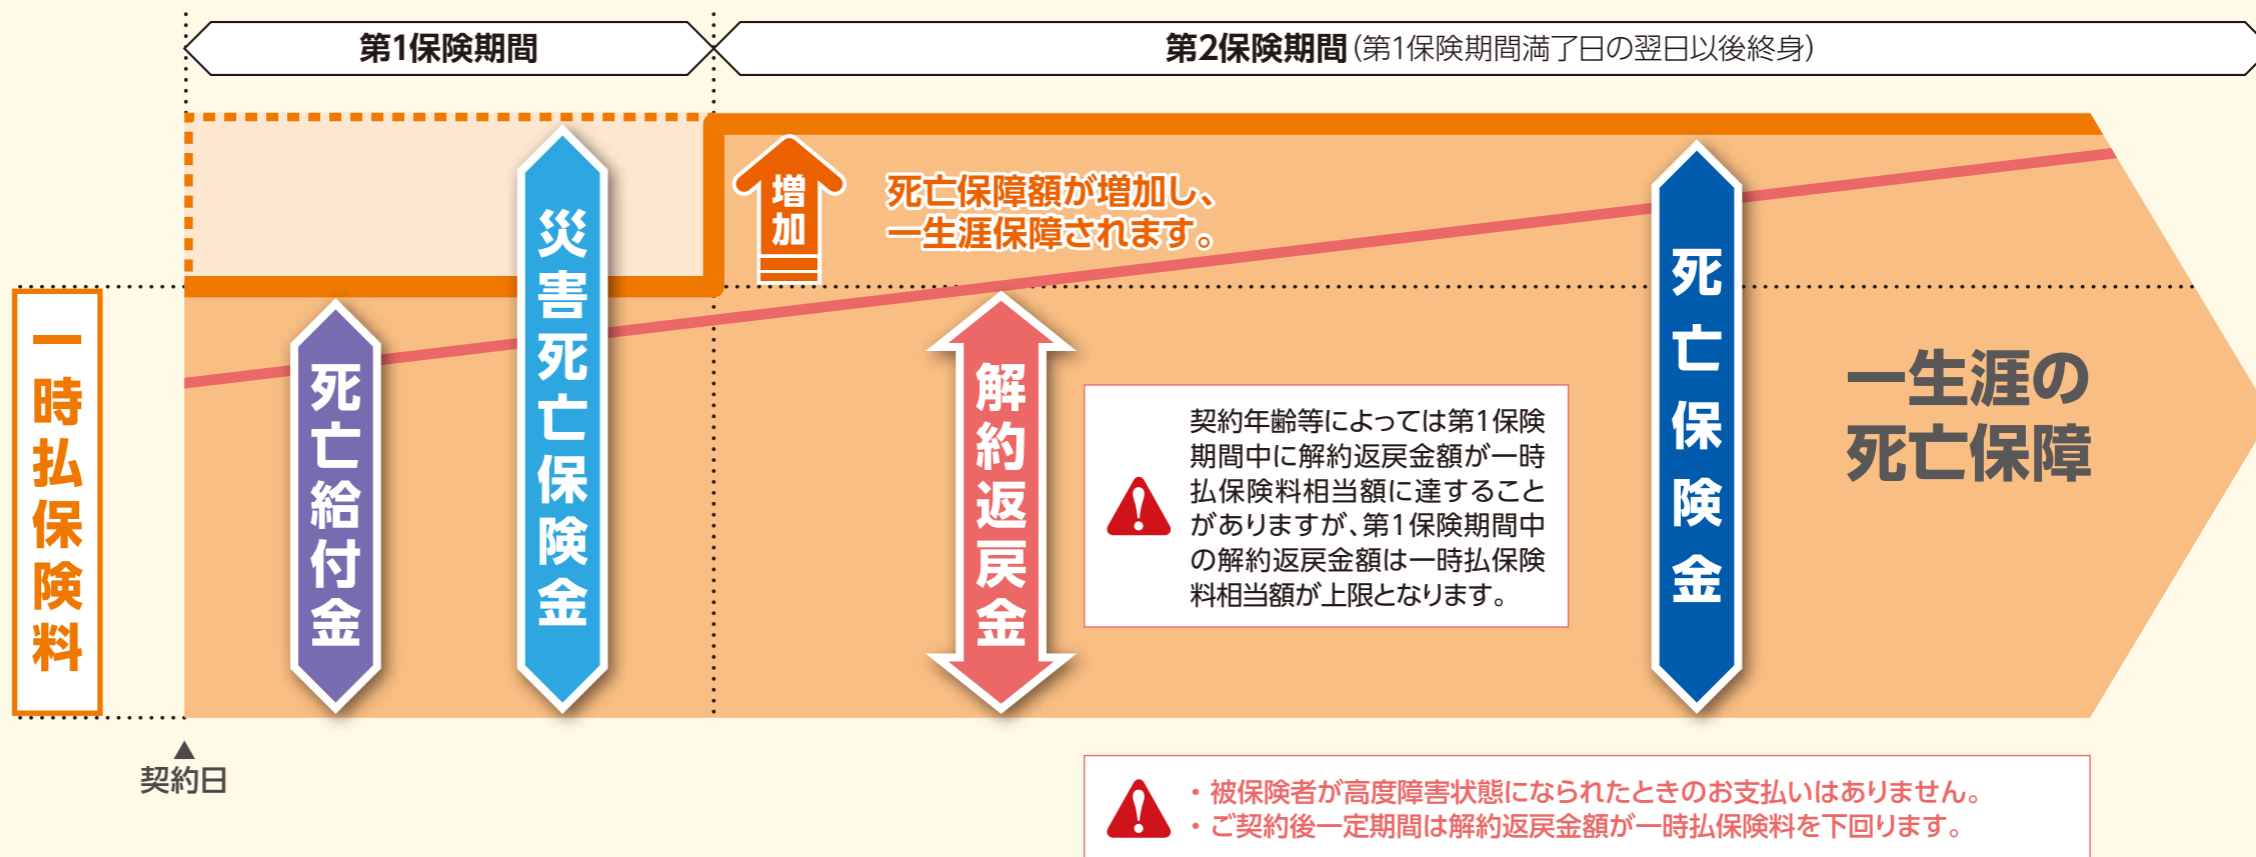 第1保険期間
第2保険期間（第1保険期間満了日の翌日以後終身）
増加
死亡保障額が増加し、
一生涯保障されます。
一時払保険料
死亡給付金
災害死亡保険金
解約返戻金
契約年齢等によっては第1保険
期間中に解約返戻金額が一時
払保険料相当額に達すること
がありますが、第1保険期間中
の解約返戻金額は一時払保険
料相当額が上限となります。
死亡保険金
一生涯の
死亡保障
契約日
・被保険者が高度障害状態になられたときのお支払いはありません。
・ご契約後一定期間は解約返戻金額が一時払保険料を下回ります。